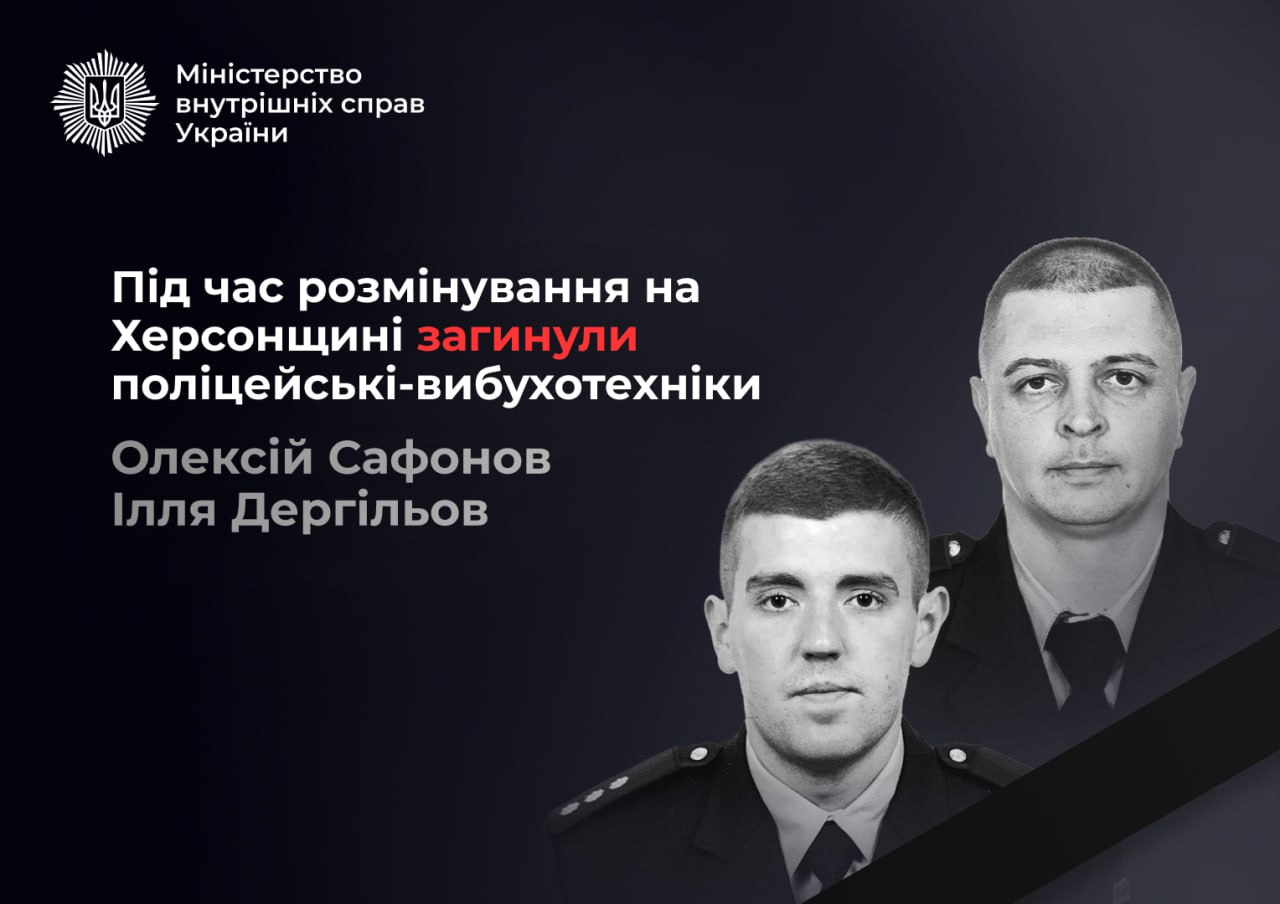 Міністерство
внутрішніх справ
України
Під час розмінування на
Херсонщині загинули
поліцейські-вибухотехніки
Олексій Сафонов
Ілля Дергільов